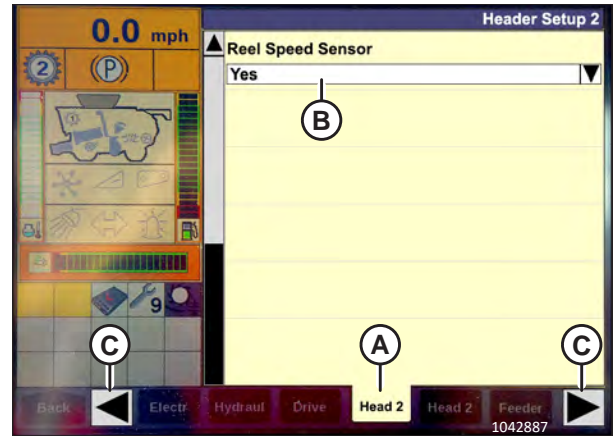 Header Setup 2
0.0 mph
2
(P)
Reel Speed Sensor
Yes
B
1
9
C
A
C
Back
Electr
Hydraul
Drive
Head 2
Head 2
Feeder
1042887